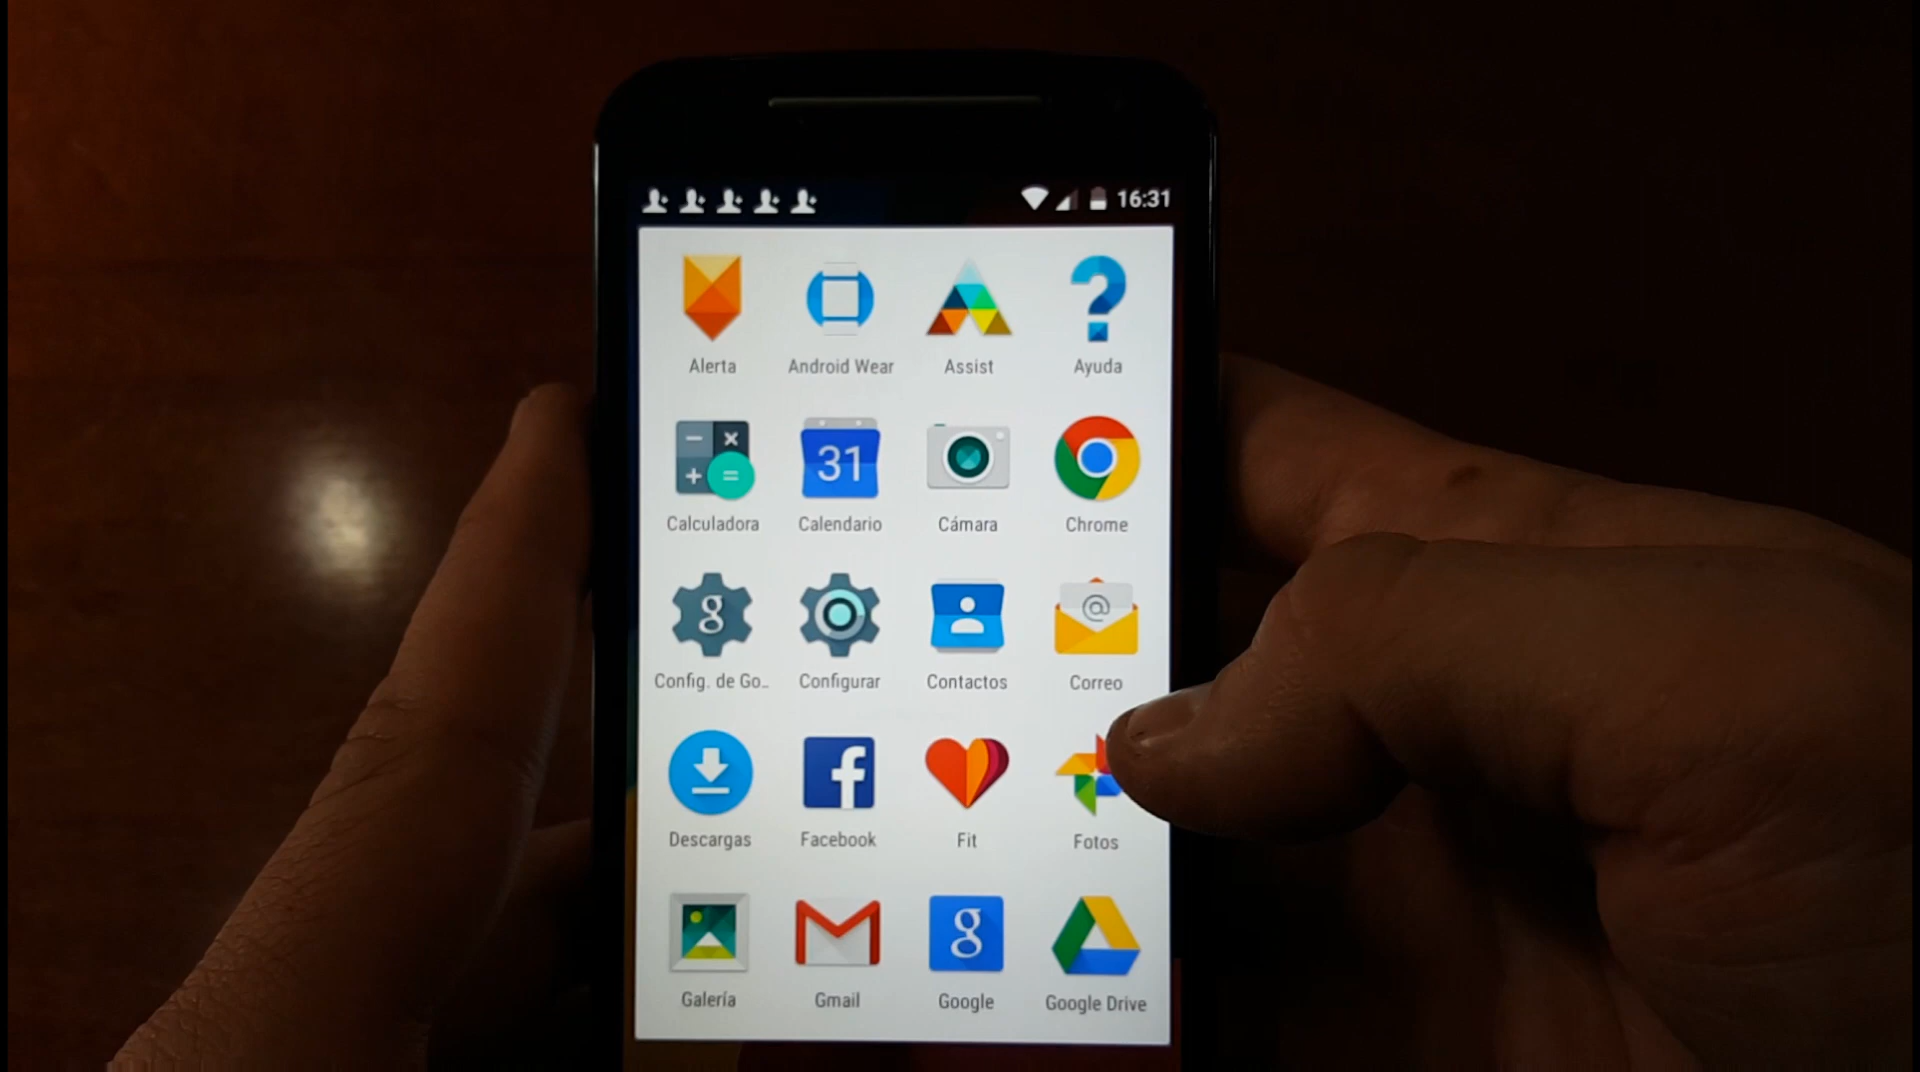 16:31
Alerta
Android Wear
Assist
Ayuda
31
Calculadora
Calendario
Cámara
Chrome
g
@
Config. de Go...
Configurar
Contactos
Correo
f
Descargas
Facebook
Fit
Fotos
g
Galería
Gmail
Google
Google Drive